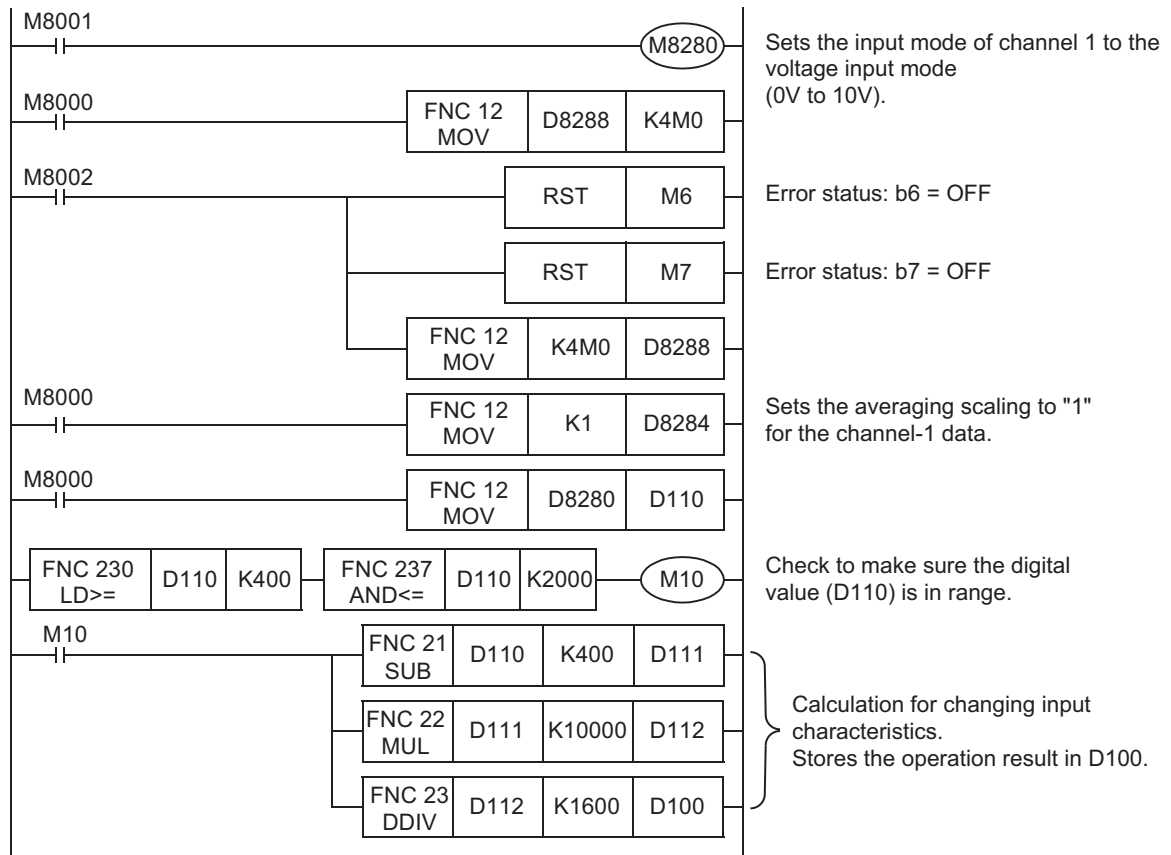 M8001
M8280
Sets the input mode of channel 1 to the
voltage input mode
(0V to 10V).
M8000
FNC 12
MOV
D8288
K4M0
M8002
RST
M6
Error status: b6 = OFF
RST
M7
Error status: b7 = OFF
FNC 12
MOV
K4M0
D8288
M8000
FNC 12
MOV
K1
D8284
Sets the averaging scaling to "1"
for the channel-1 data.
M8000
FNC 12
MOV
D8280
D110
FNC 230
LD>=
D110
K400
FNC 237
AND<=
D110
K2000
M10
Check to make sure the digital
value (D110) is in range.
M10
FNC 21
SUB
D110
K400
D111
FNC 22
MUL
D111
K10000
D112
FNC 23
DDIV
D112
K1600
D100
Calculation for changing input
characteristics.
Stores the operation result in D100.